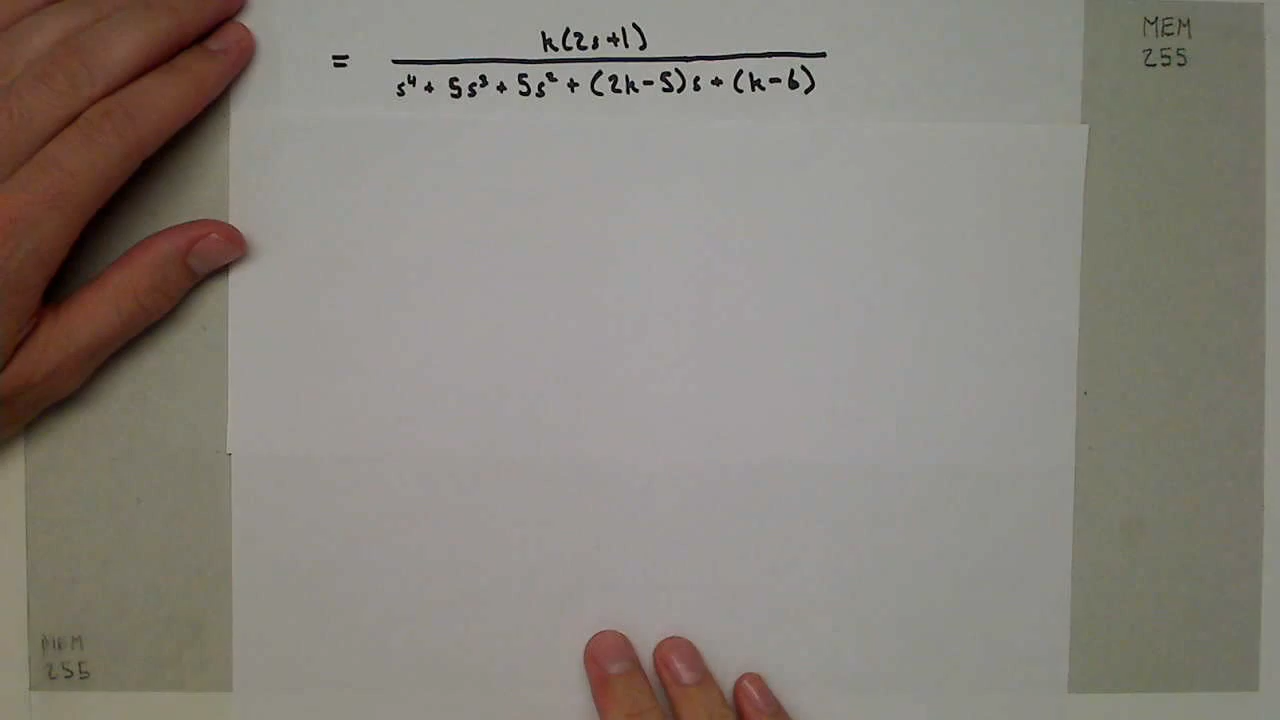 = k(2s+1) / s⁴ + 5s³ + 5s² + (2k-5)s + (k-6)
MEM
255
MEM
255